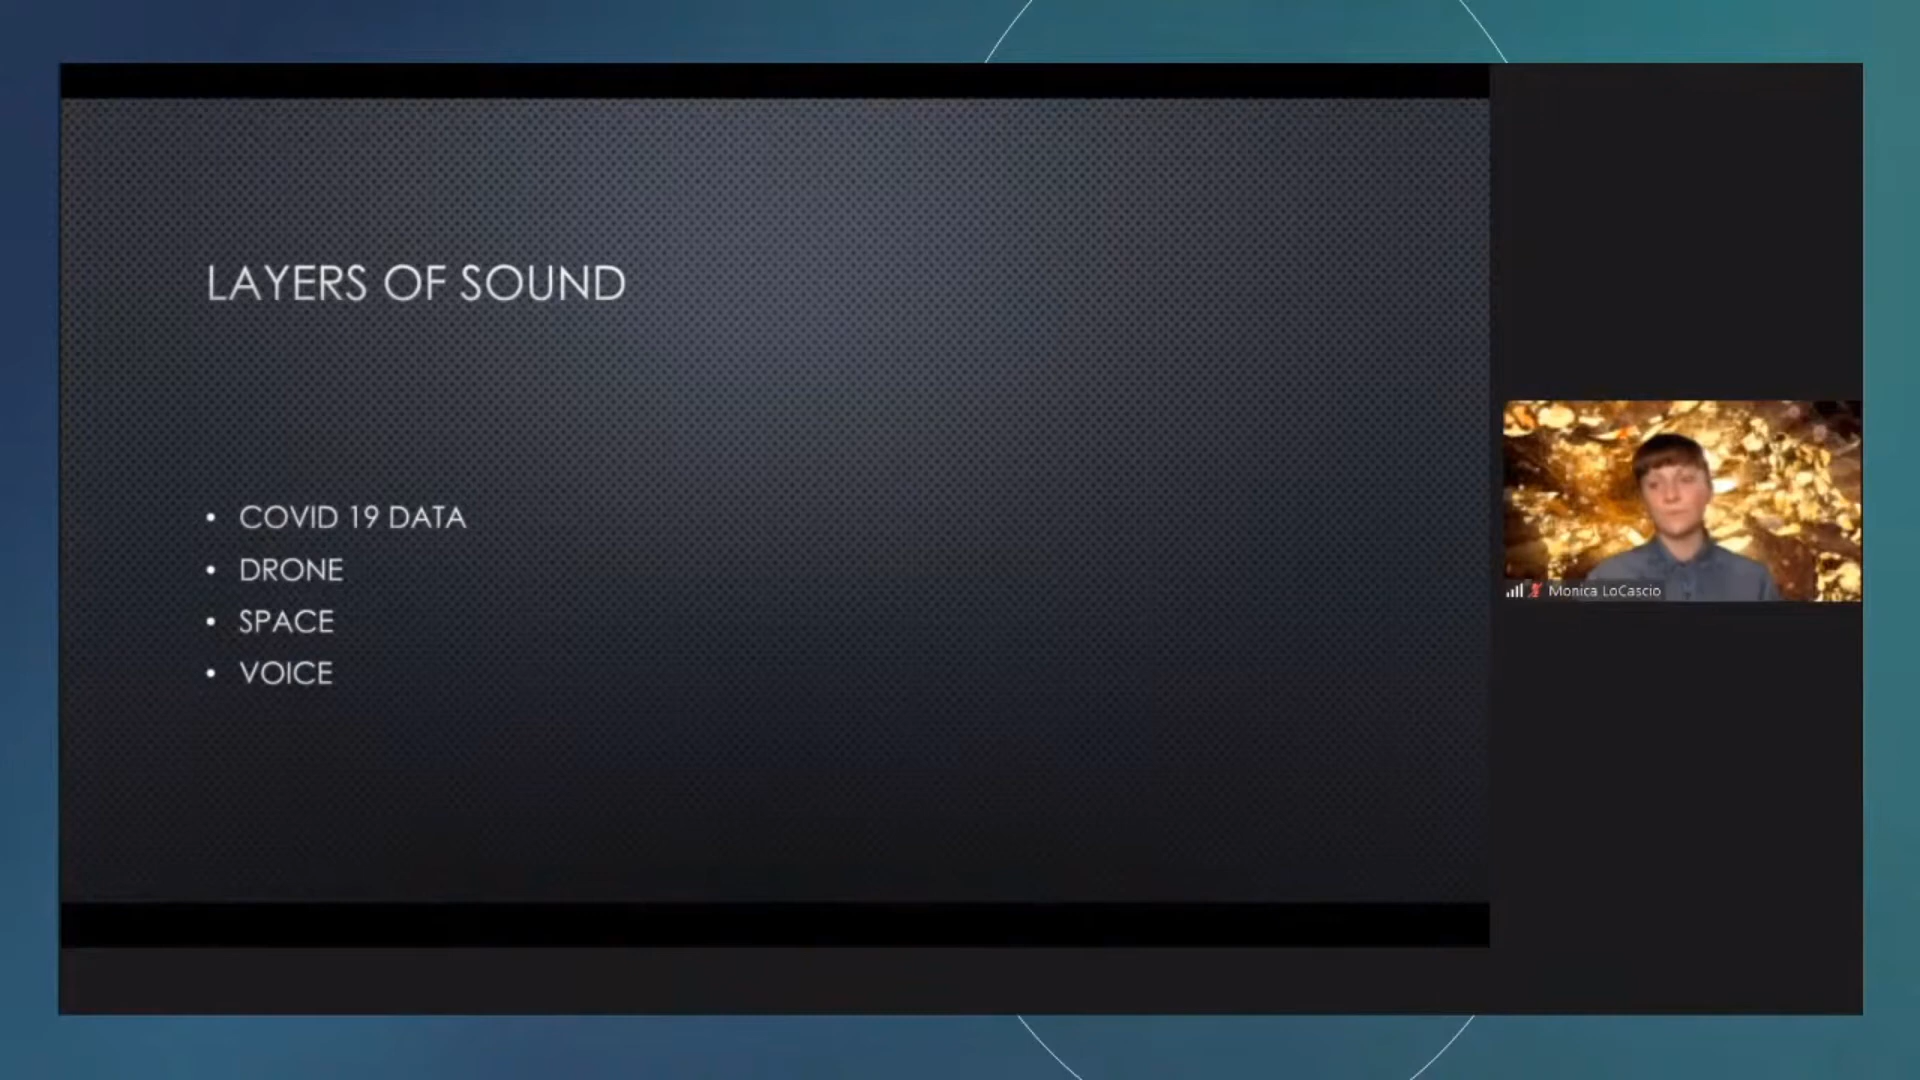 LAYERS OF SOUND
• COVID 19 DATA
• DRONE
• SPACE
• VOICE
Monica LoCascio